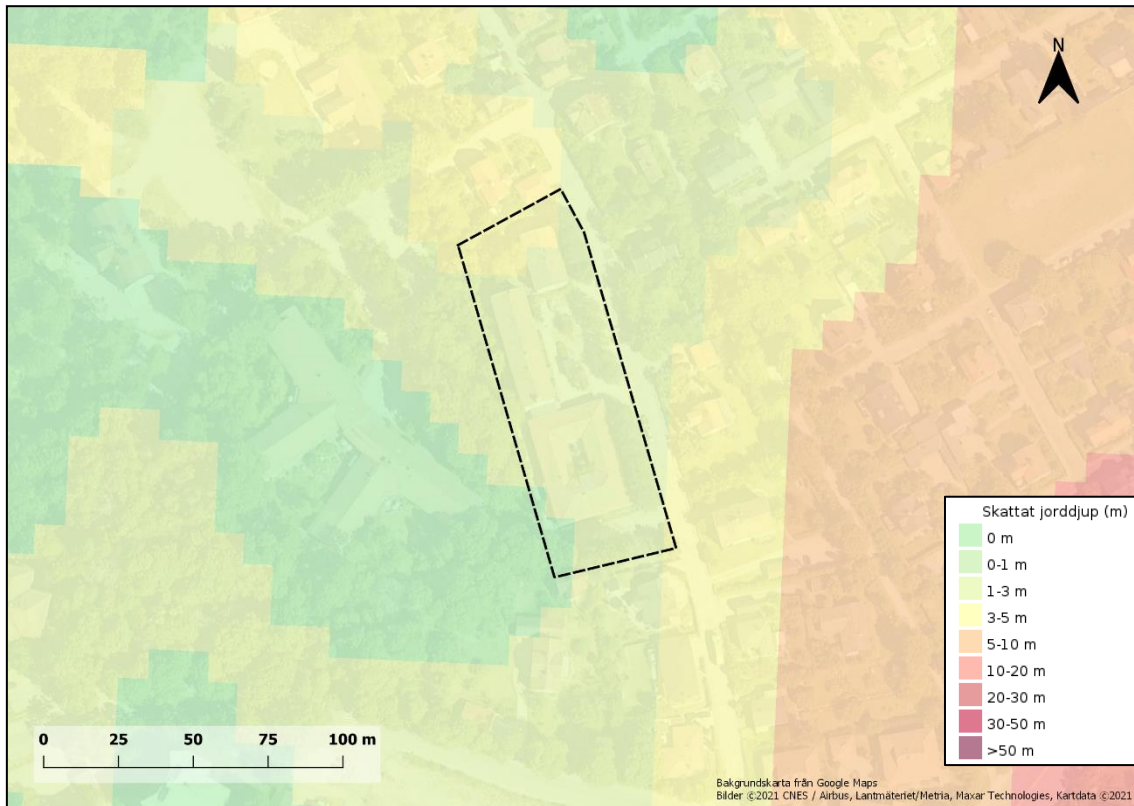 N
Skattat jorddjup (m)
0 m
0-1 m
1-3 m
3-5 m
5-10 m
10-20 m
20-30 m
30-50 m
>50 m
0 25 50 75 100 m
Bakgrundskarta från Google Maps
Bilder ©2021 CNES / Airbus, Lantmäteriet/Metria, Maxar Technologies, Kartdata ©2021